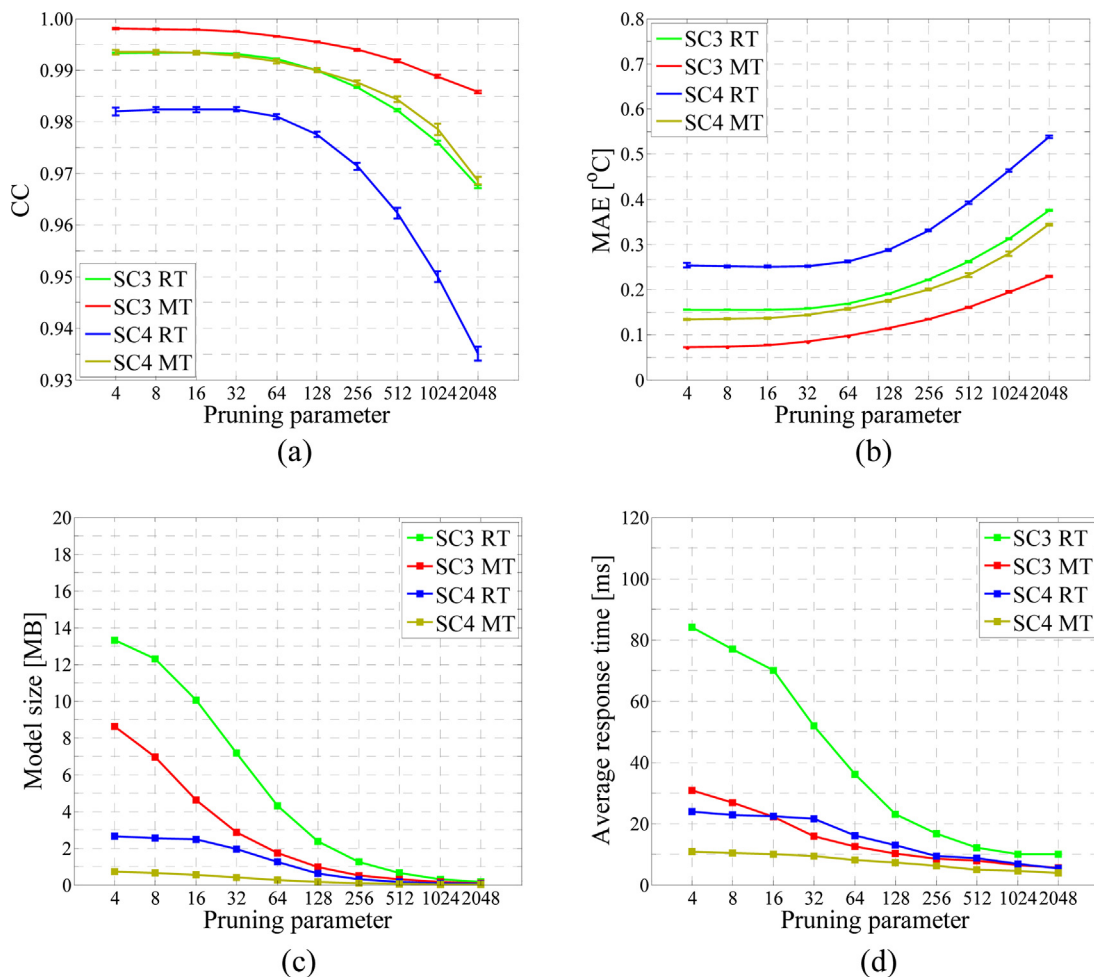 1.00
0.99
0.98
0.97
0.96
0.95
0.94
0.93
CC
SC3 RT
SC3 MT
SC4 RT
SC4 MT
4 8 16 32 64 128 256 512 1024 2048
Pruning parameter
(a)
0.8
0.7
0.6
0.5
0.4
0.3
0.2
0.1
0
MAE [°C]
SC3 RT
SC3 MT
SC4 RT
SC4 MT
4 8 16 32 64 128 256 512 1024 2048
Pruning parameter
(b)
20
18
16
14
12
10
8
6
4
2
0
Model size [MB]
SC3 RT
SC3 MT
SC4 RT
SC4 MT
4 8 16 32 64 128 256 512 1024 2048
Pruning parameter
(c)
120
100
80
60
40
20
0
Average response time [ms]
SC3 RT
SC3 MT
SC4 RT
SC4 MT
4 8 16 32 64 128 256 512 1024 2048
Pruning parameter
(d)